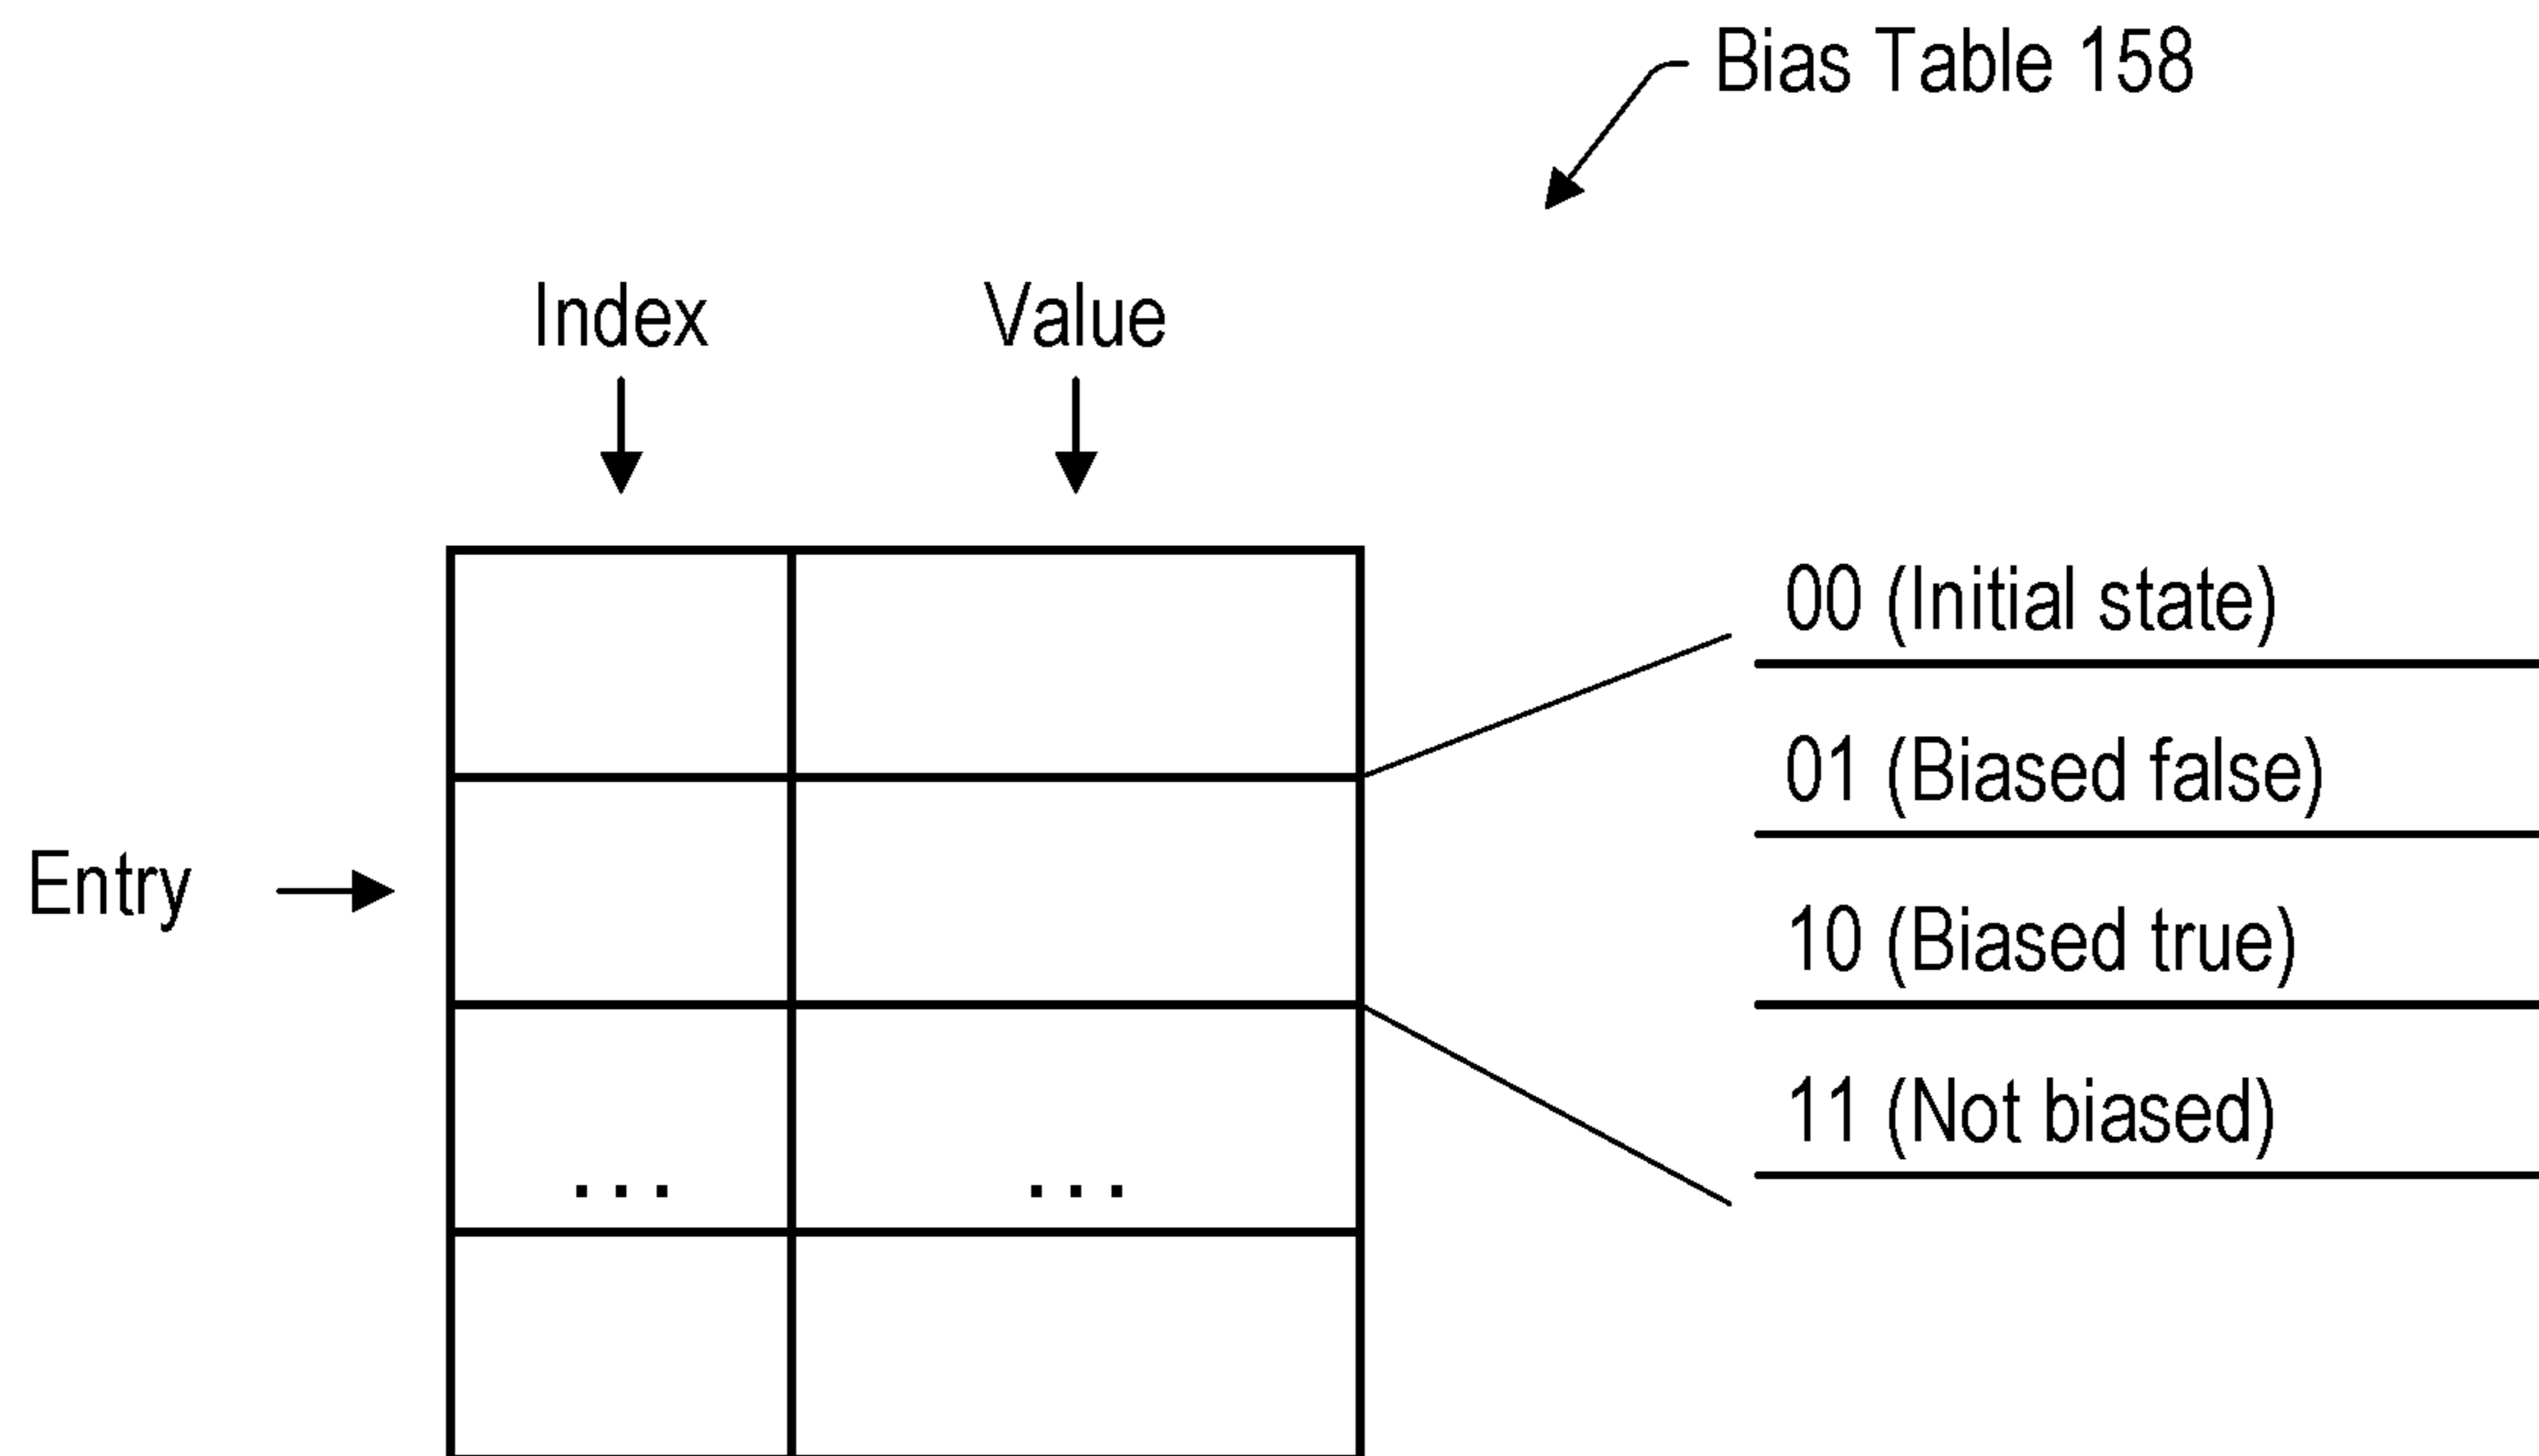 Bias Table 158
Index Value
00 (Initial state)
01 (Biased false)
Entry
10 (Biased true)
11 (Not biased)
... ...